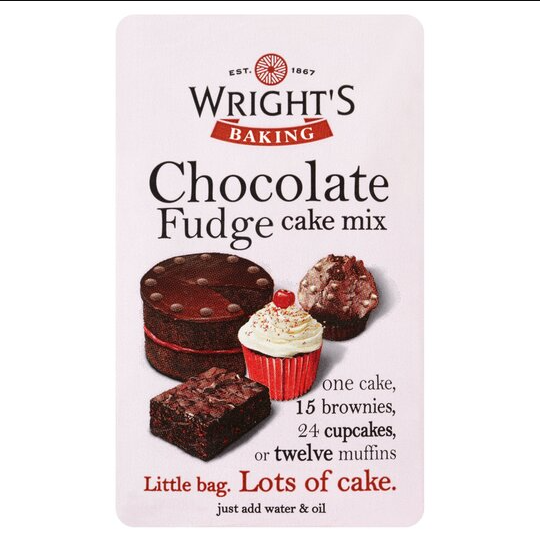 EST. 1867
WRIGHT'S
BAKING
Chocolate
Fudge cake mix
one cake,
15 brownies,
24 cupcakes,
or twelve muffins
Little bag. Lots of cake.
just add water & oil